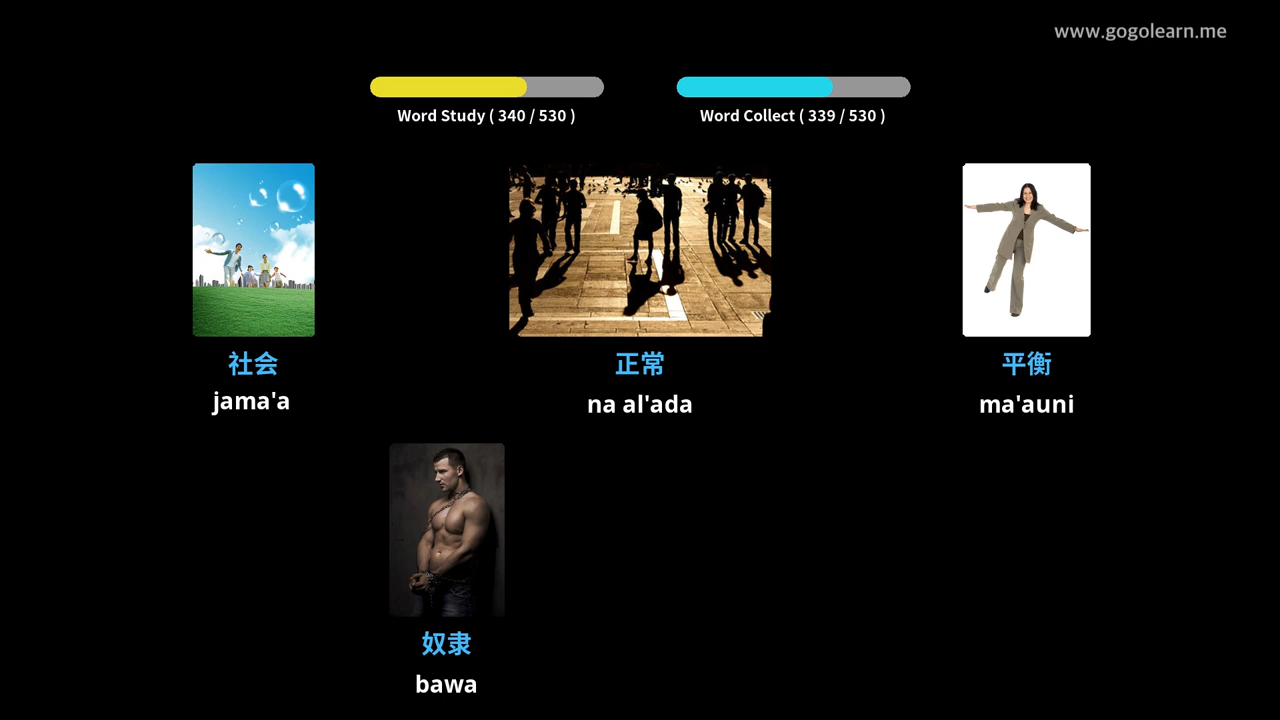 www.gogolearn.me
Word Study ( 340 / 530 )
Word Collect ( 339 / 530 )
社会
jama'a
正常
na al'ada
平衡
ma'auni
奴隶
bawa